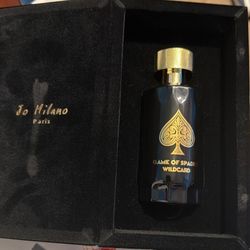 Jo Milano
Paris
GAME OF SPADES
WILDCARD